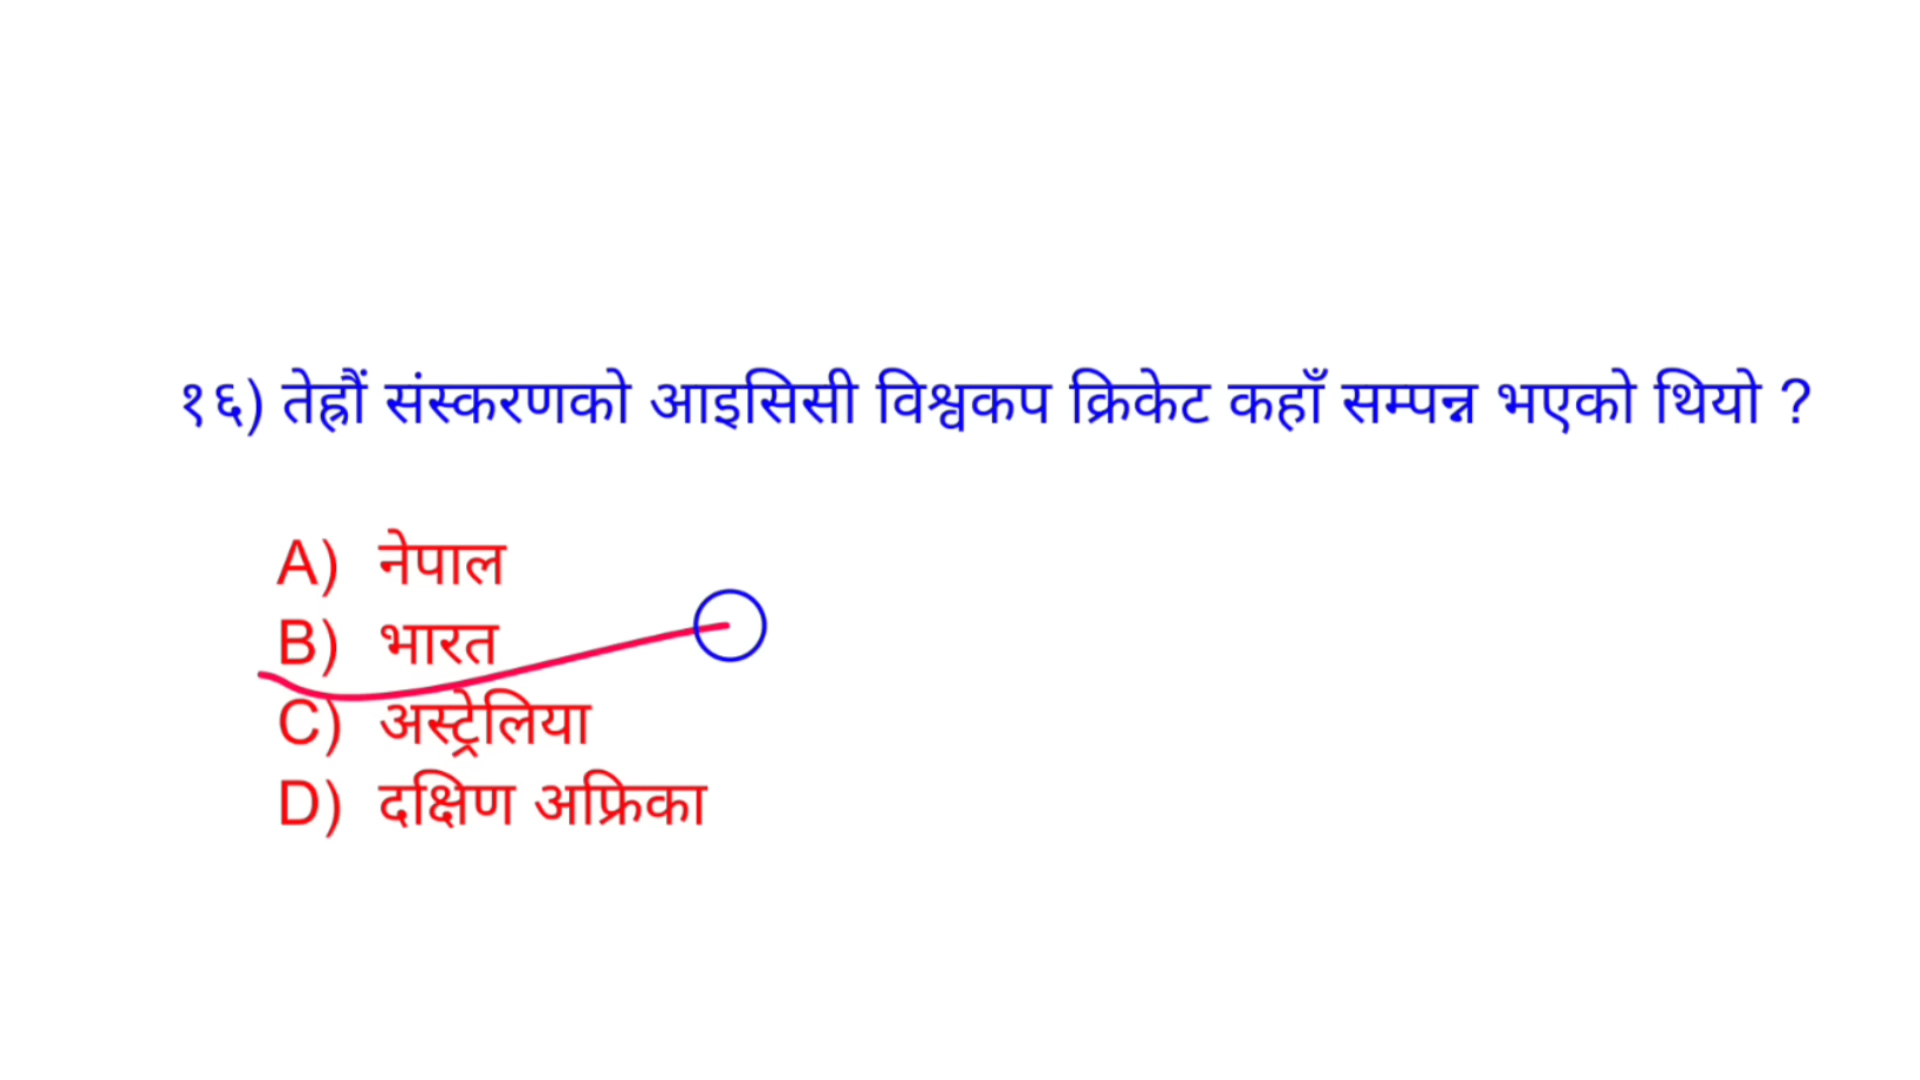 १६) तेह्रौं संस्करणको आइसिसी विश्वकप क्रिकेट कहाँ सम्पन्न भएको थियो ?
A) नेपाल
B) भारत
C) अस्ट्रेलिया
D) दक्षिण अफ्रिका